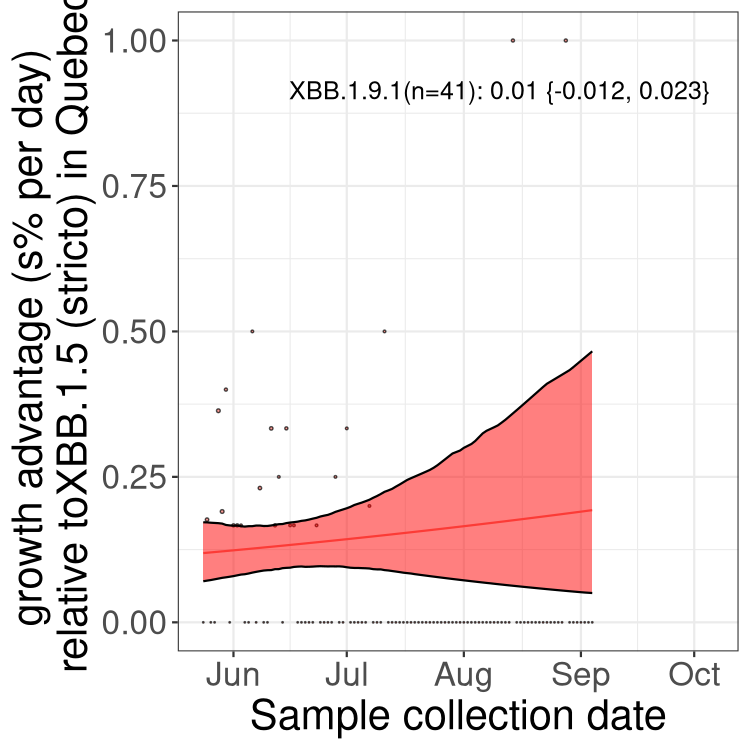 growth advantage (s% per day)
relative toXBB.1.5 (stricto) in Quebec
1.00
0.75
0.50
0.25
0.00
XBB.1.9.1(n=41): 0.01 {-0.012, 0.023}
Jun Jul Aug Sep Oct
Sample collection date